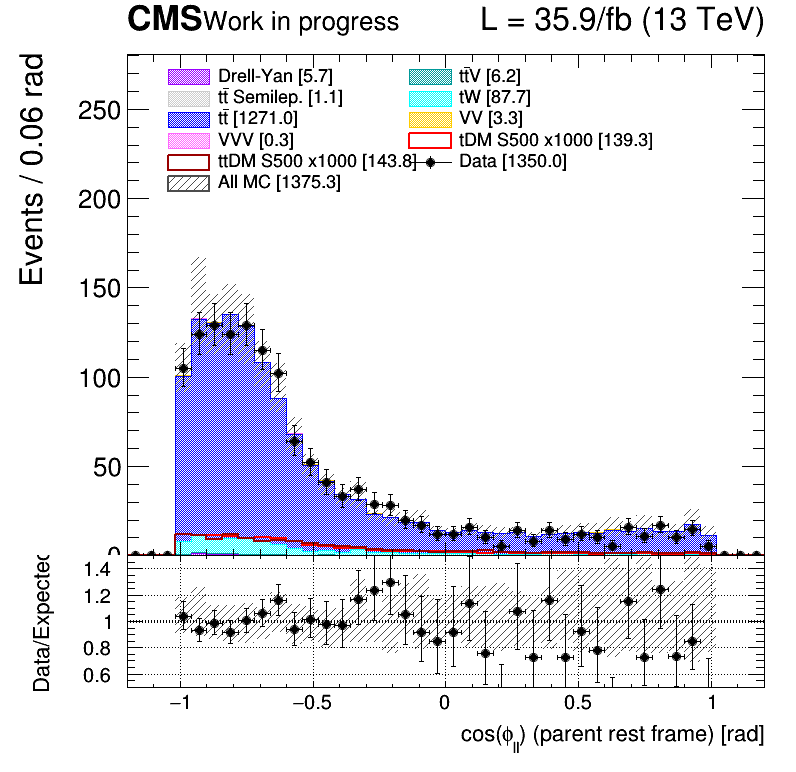 CMS Work in progress L = 35.9/fb (13 TeV)
Events / 0.06 rad
Drell-Yan [5.7]
tt̄V [6.2]
tt̄ Semilep. [1.1]
tW [87.7]
tt̄ [1271.0]
VV [3.3]
VVV [0.3]
tDM S500 x1000 [139.3]
ttDM S500 x1000 [143.8]
Data [1350.0]
All MC [1375.3]
250
200
150
100
50
0
Data/Expected
1.4
1.2
1
0.8
0.6
−1 −0.5 0 0.5 1
cos(ϕ_ll) (parent rest frame) [rad]